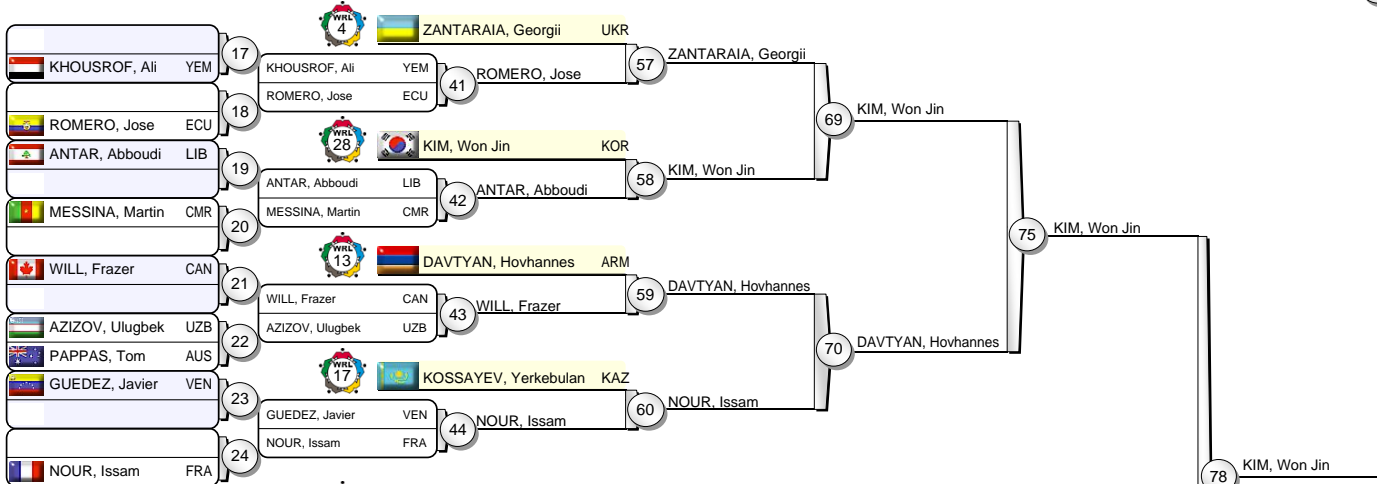 WRL
4
ZANTARAIA, Georgii UKR
17
57
ZANTARAIA, Georgii
KHOUSROF, Ali YEM
KHOUSROF, Ali YEM
41
ROMERO, Jose
ROMERO, Jose ECU
18
69
KIM, Won Jin
ROMERO, Jose ECU
WRL
28
KIM, Won Jin KOR
ANTAR, Abboudi LIB
19
58
KIM, Won Jin
ANTAR, Abboudi LIB
42
ANTAR, Abboudi
MESSINA, Martin CMR
20
MESSINA, Martin CMR
75
KIM, Won Jin
WRL
13
DAVTYAN, Hovhannes ARM
WILL, Frazer CAN
21
59
DAVTYAN, Hovhannes
WILL, Frazer CAN
43
WILL, Frazer
AZIZOV, Ulugbek UZB
22
AZIZOV, Ulugbek UZB
PAPPAS, Tom AUS
70
DAVTYAN, Hovhannes
WRL
17
KOSSAYEV, Yerkebulan KAZ
GUEDEZ, Javier VEN
23
60
NOUR, Issam
GUEDEZ, Javier VEN
44
NOUR, Issam
NOUR, Issam FRA
24
NOUR, Issam FRA
78
KIM, Won Jin